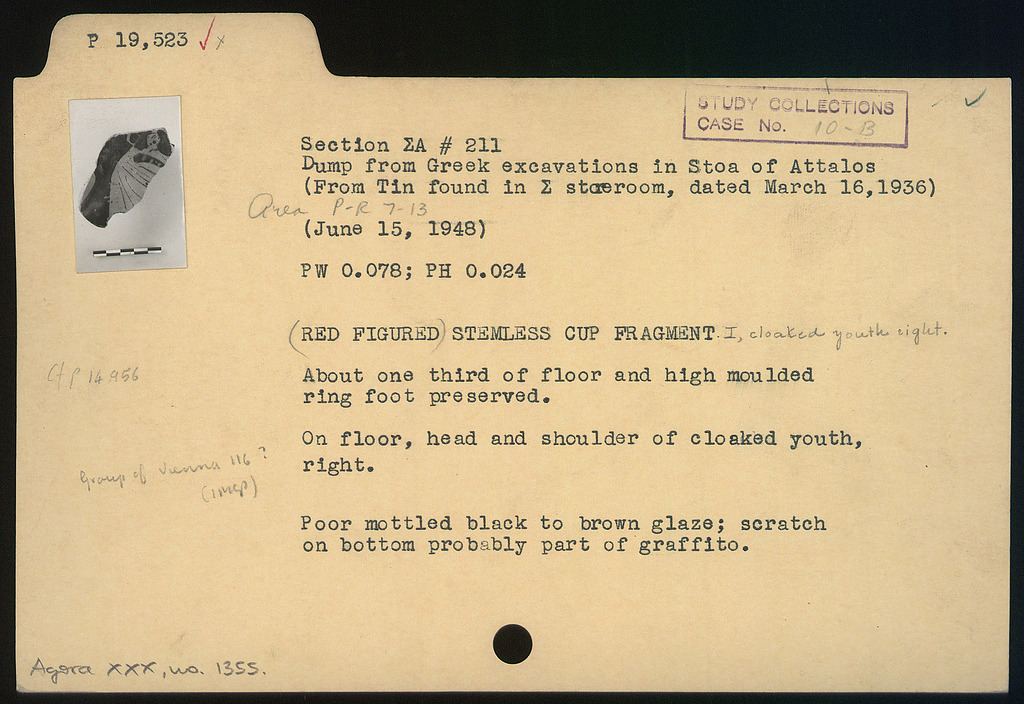 P 19,523 ✓ x
STUDY COLLECTIONS
CASE No. 10-B
Section ΣA # 211
Dump from Greek excavations in Stoa of Attalos
(From Tin found in Σ storeroom, dated March 16,1936)
Area P-R 7-13
(June 15, 1948)
PW 0.078; PH 0.024
(RED FIGURED) STEMLESS CUP FRAGMENT. I, cloaked youth right.
Cf P 14956
About one third of floor and high moulded
ring foot preserved.
On floor, head and shoulder of cloaked youth,
right.
Group of Vienna 116 ?
Poor mottled black to brown glaze; scratch
on bottom probably part of graffito.
Agora XXX, no. 1355.